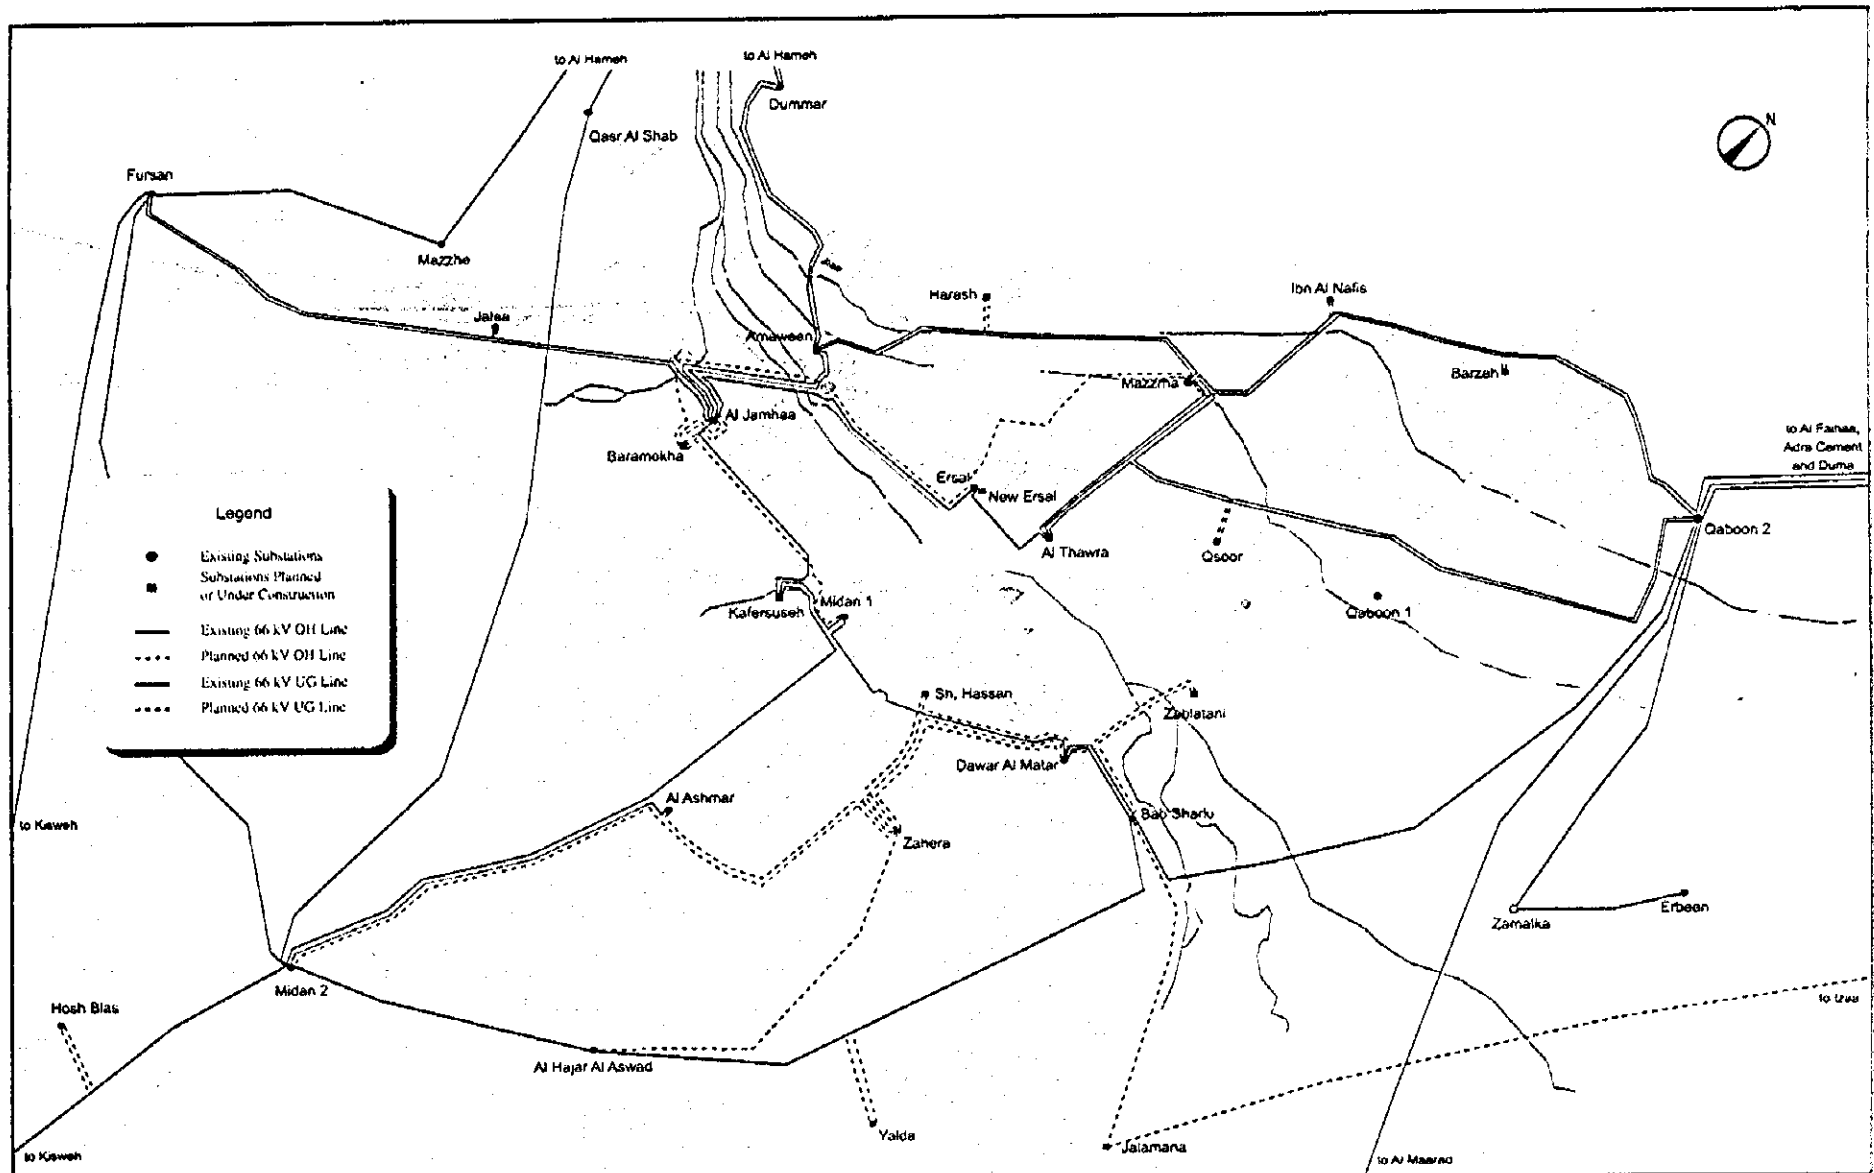 to Al Hameh
to Al Hameh
Dummar
Qasr Al Shab
N
Fursan
Mazzhe
Harash
Ibn Al Nafis
Jalaa
Amaween
Mazzrha
Barzeh
Al Jamhaa
Baramokha
to Al Faihaa,
Adra Cement
and Duma
Ersal
New Ersal
Legend
Qaboon 2
Al Thawra
Qsoor
Existing Substations
Substations Planned
or Under Construction
Kafersuseh
Midan 1
Qaboon 1
Existing 66 kV OH Line
Planned 66 kV OH Line
Existing 66 kV UG Line
Planned 66 kV UG Line
Sh. Hassan
Zablatani
Dawar Al Matar
Al Ashmar
Bab Sharki
to Kisweh
Zahera
Erbeen
Zamalka
Midan 2
Hosh Blas
Al Hajar Al Aswad
Yalda
Jalamana
to Kisweh
to Al Maarad